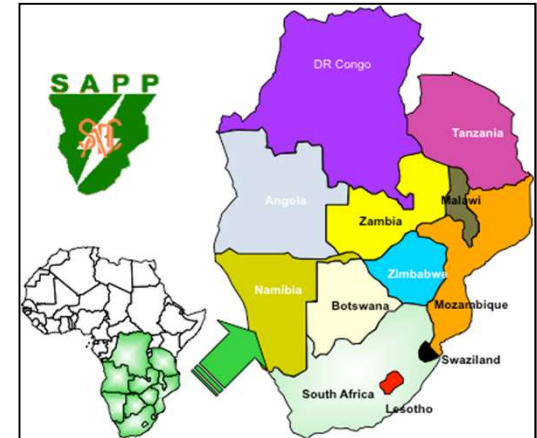 SAPP
DR Congo
Tanzania
Angola
Malawi
Zambia
Namibia
Zimbabwe
Botswana
Mozambique
Swaziland
South Africa
Lesotho